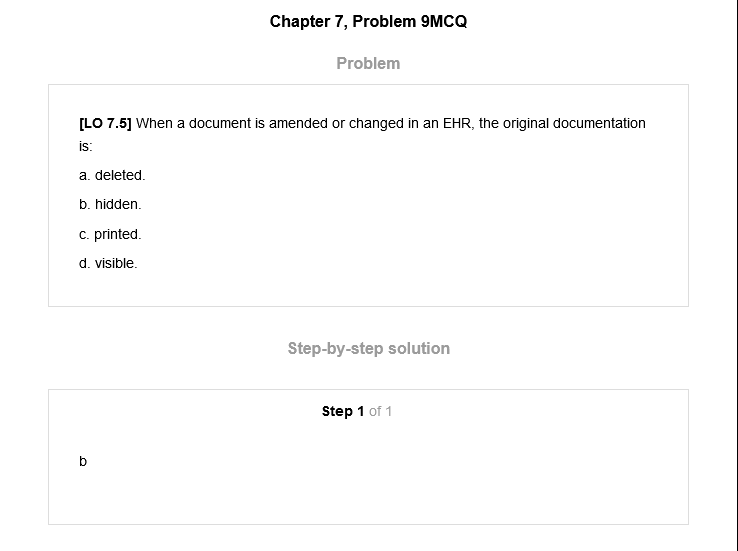 Chapter 7, Problem 9MCQ
Problem
[LO 7.5] When a document is amended or changed in an EHR, the original documentation
is:
a. deleted.
b. hidden.
c. printed.
d. visible.
Step-by-step solution
Step 1 of 1
b